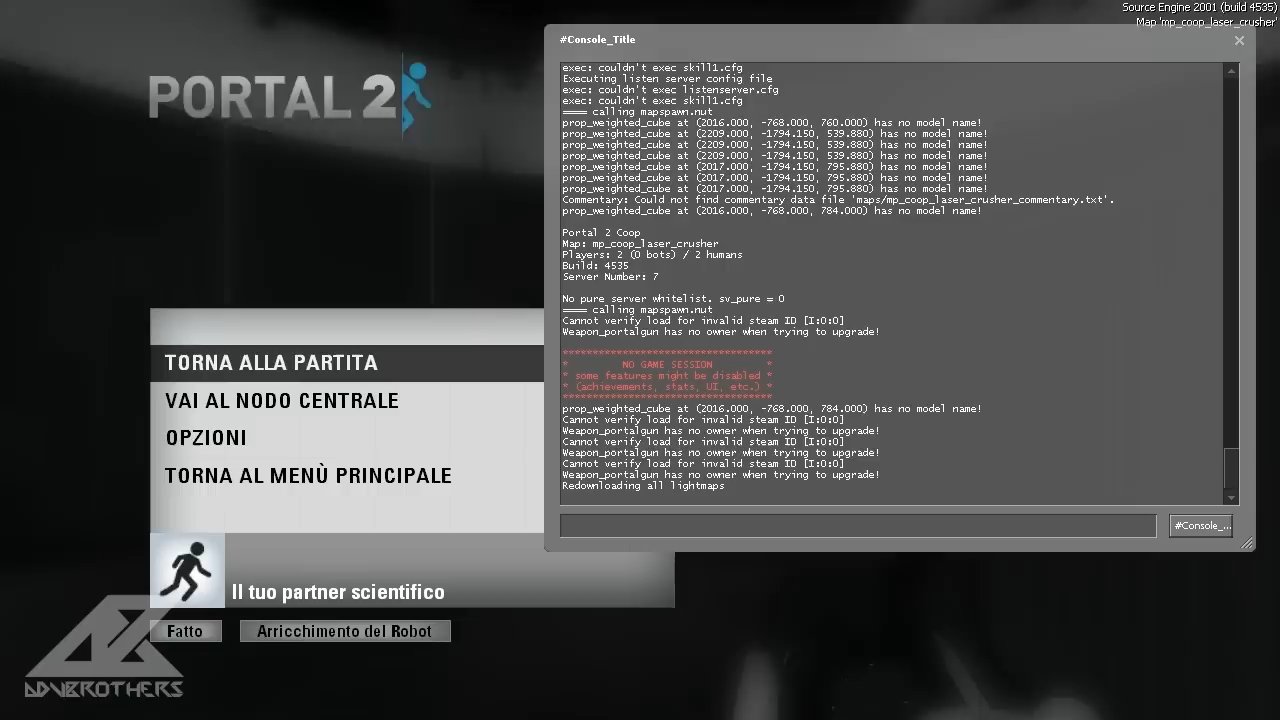 Source Engine 2001 (build 4535)
Map 'mp_coop_laser_crusher'
#Console_Title
PORTAL 2
exec: couldn't exec skill1.cfg
Executing listen server config file
exec: couldn't exec listenserver.cfg
exec: couldn't exec skill1.cfg
==== calling mapspawn.nut
prop_weighted_cube at (2016.000, -768.000, 760.000) has no model name!
prop_weighted_cube at (2209.000, -1794.150, 539.880) has no model name!
prop_weighted_cube at (2209.000, -1794.150, 539.880) has no model name!
prop_weighted_cube at (2209.000, -1794.150, 539.880) has no model name!
prop_weighted_cube at (2017.000, -1794.150, 795.880) has no model name!
prop_weighted_cube at (2017.000, -1794.150, 795.880) has no model name!
prop_weighted_cube at (2017.000, -1794.150, 795.880) has no model name!
Commentary: Could not find commentary data file 'maps/mp_coop_laser_crusher_commentary.txt'.
prop_weighted_cube at (2016.000, -768.000, 784.000) has no model name!
Portal 2 Coop
Map: mp_coop_laser_crusher
Players: 2 (0 bots) / 2 humans
Build: 4535
Server Number: 7
No pure server whitelist. sv_pure = 0
==== calling mapspawn.nut
Cannot verify load for invalid steam ID [I:0:0]
Weapon_portalgun has no owner when trying to upgrade!
***********************************
* NO GAME SESSION *
* some features might be disabled *
* (achievements, stats, UI, etc.) *
***********************************
prop_weighted_cube at (2016.000, -768.000, 784.000) has no model name!
Cannot verify load for invalid steam ID [I:0:0]
Weapon_portalgun has no owner when trying to upgrade!
Cannot verify load for invalid steam ID [I:0:0]
Weapon_portalgun has no owner when trying to upgrade!
Cannot verify load for invalid steam ID [I:0:0]
Weapon_portalgun has no owner when trying to upgrade!
Redownloading all lightmaps
#Console_...
TORNA ALLA PARTITA
VAI AL NODO CENTRALE
OPZIONI
TORNA AL MENÙ PRINCIPALE
Il tuo partner scientifico
Fatto
Arricchimento del Robot
DDNBROTHERS